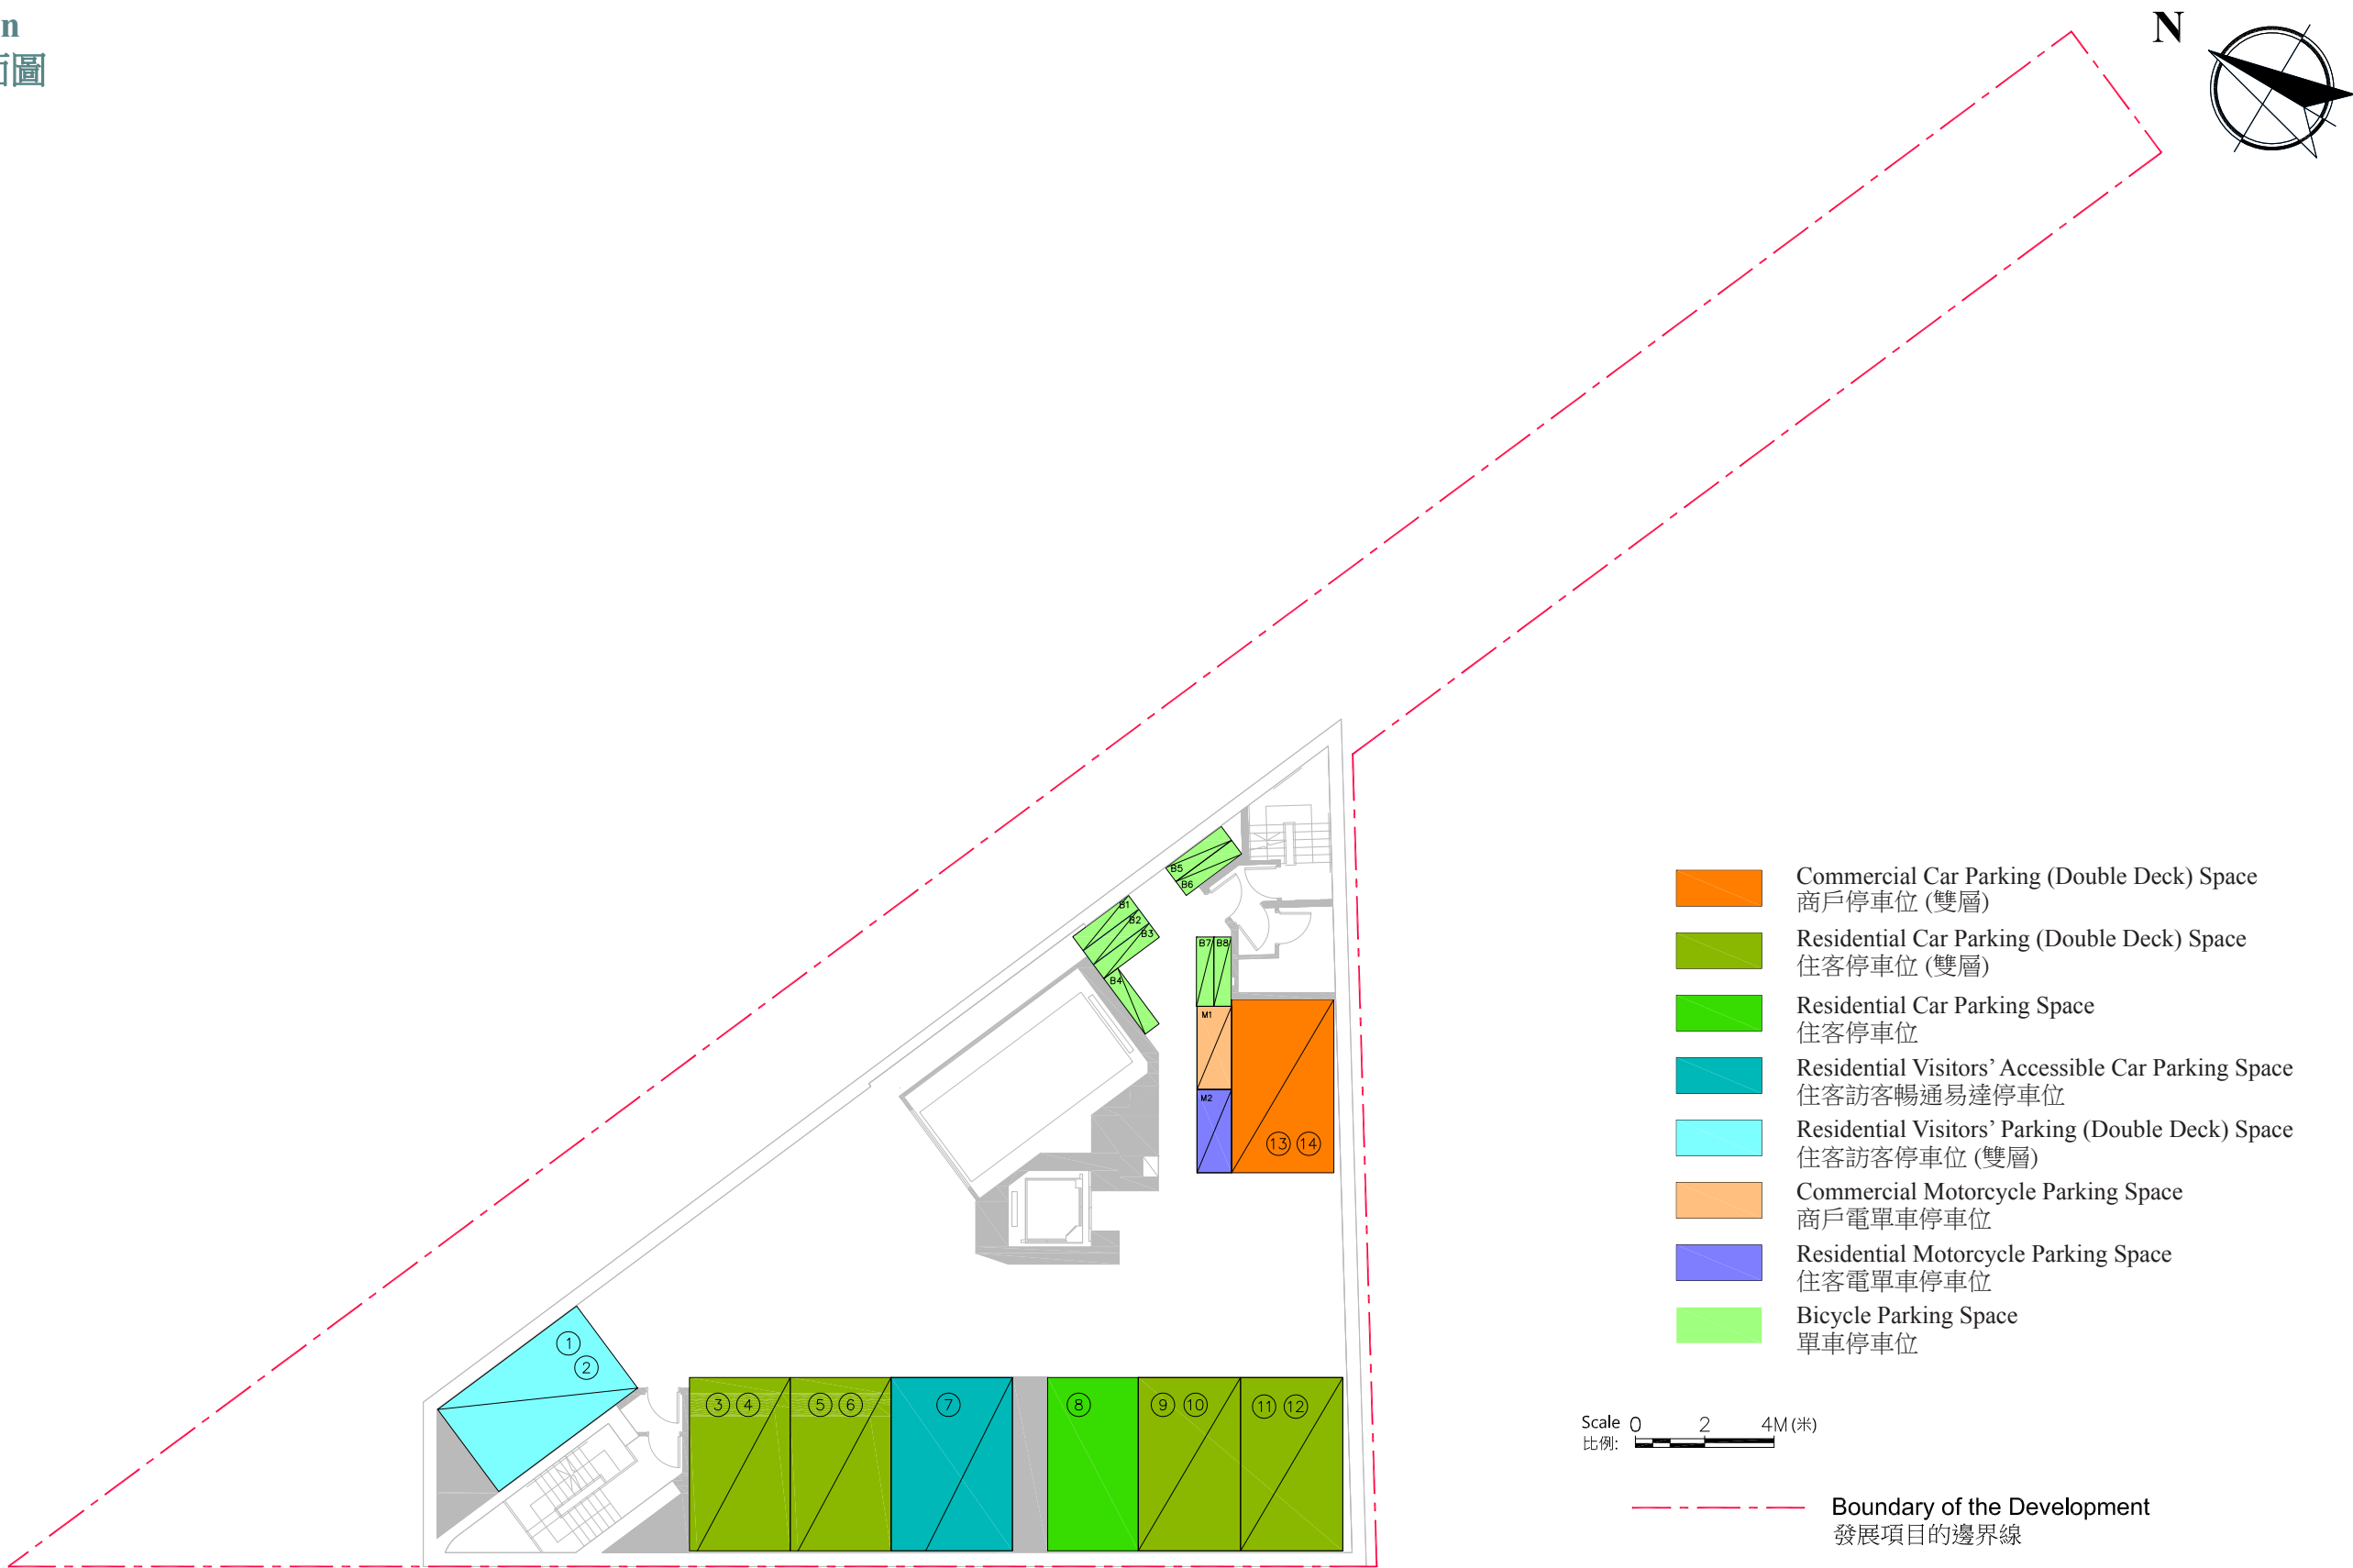 n
面圖
N
B5
B6
B1
B2
B3
B4
B7 B8
M1
M2
13 14
1
2
3 4
5 6
7
8
9 10
11 12
Commercial Car Parking (Double Deck) Space
商戶停車位 (雙層)
Residential Car Parking (Double Deck) Space
住客停車位 (雙層)
Residential Car Parking Space
住客停車位
Residential Visitors' Accessible Car Parking Space
住客訪客暢通易達停車位
Residential Visitors' Parking (Double Deck) Space
住客訪客停車位 (雙層)
Commercial Motorcycle Parking Space
商戶電單車停車位
Residential Motorcycle Parking Space
住客電單車停車位
Bicycle Parking Space
單車停車位
Scale 0 2 4M(米)
比例:
Boundary of the Development
發展項目的邊界線